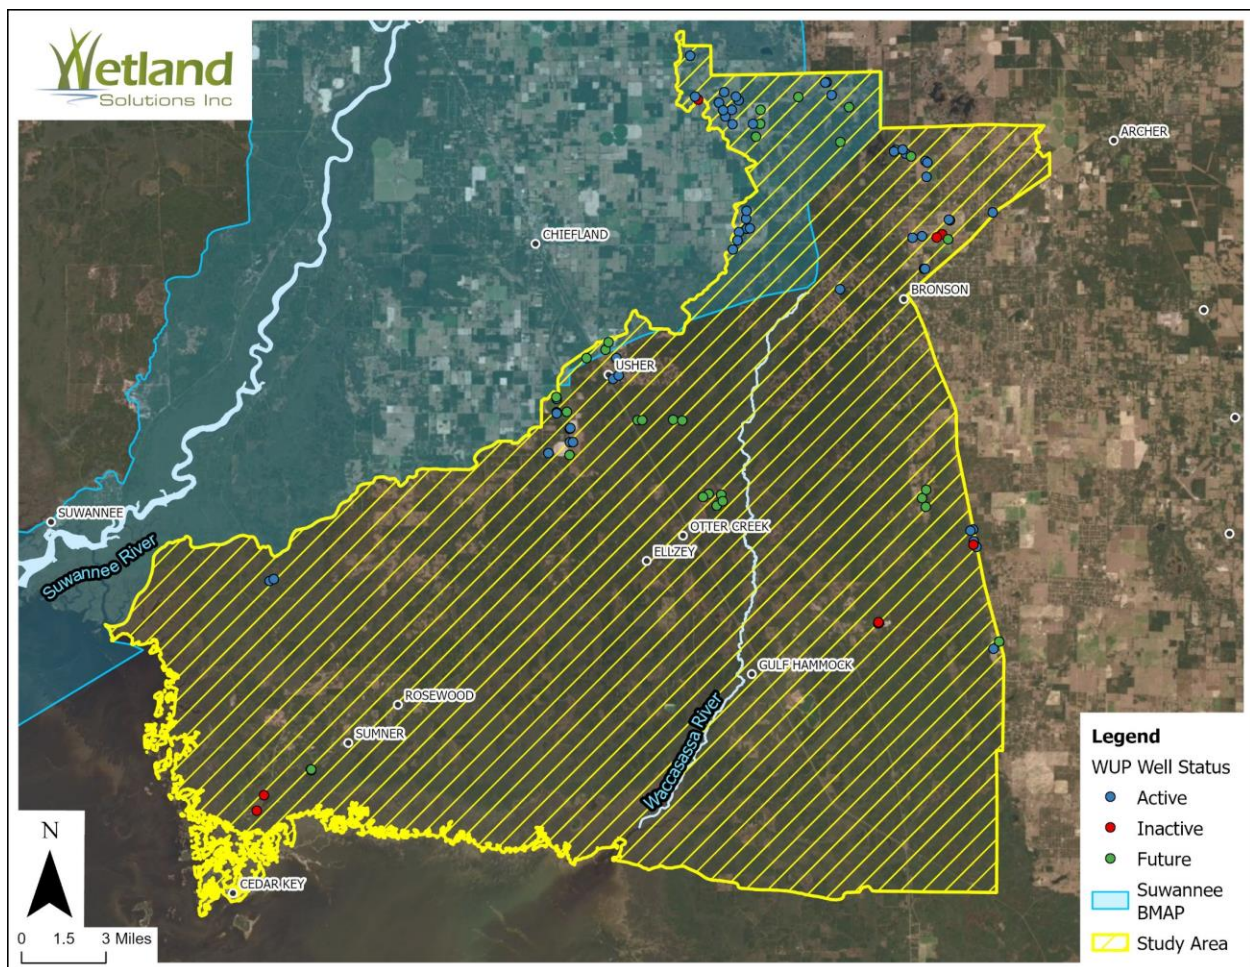 Wetland
Solutions Inc
ARCHER
CHIEFLAND
BRONSON
USHER
SUWANNEE
OTTER CREEK
ELLZEY
Suwannee River
GULF HAMMOCK
ROSEWOOD
SUMNER
Waccasassa River
CEDAR KEY
N
0 1.5 3 Miles
Legend
WUP Well Status
Active
Inactive
Future
Suwannee
BMAP
Study Area